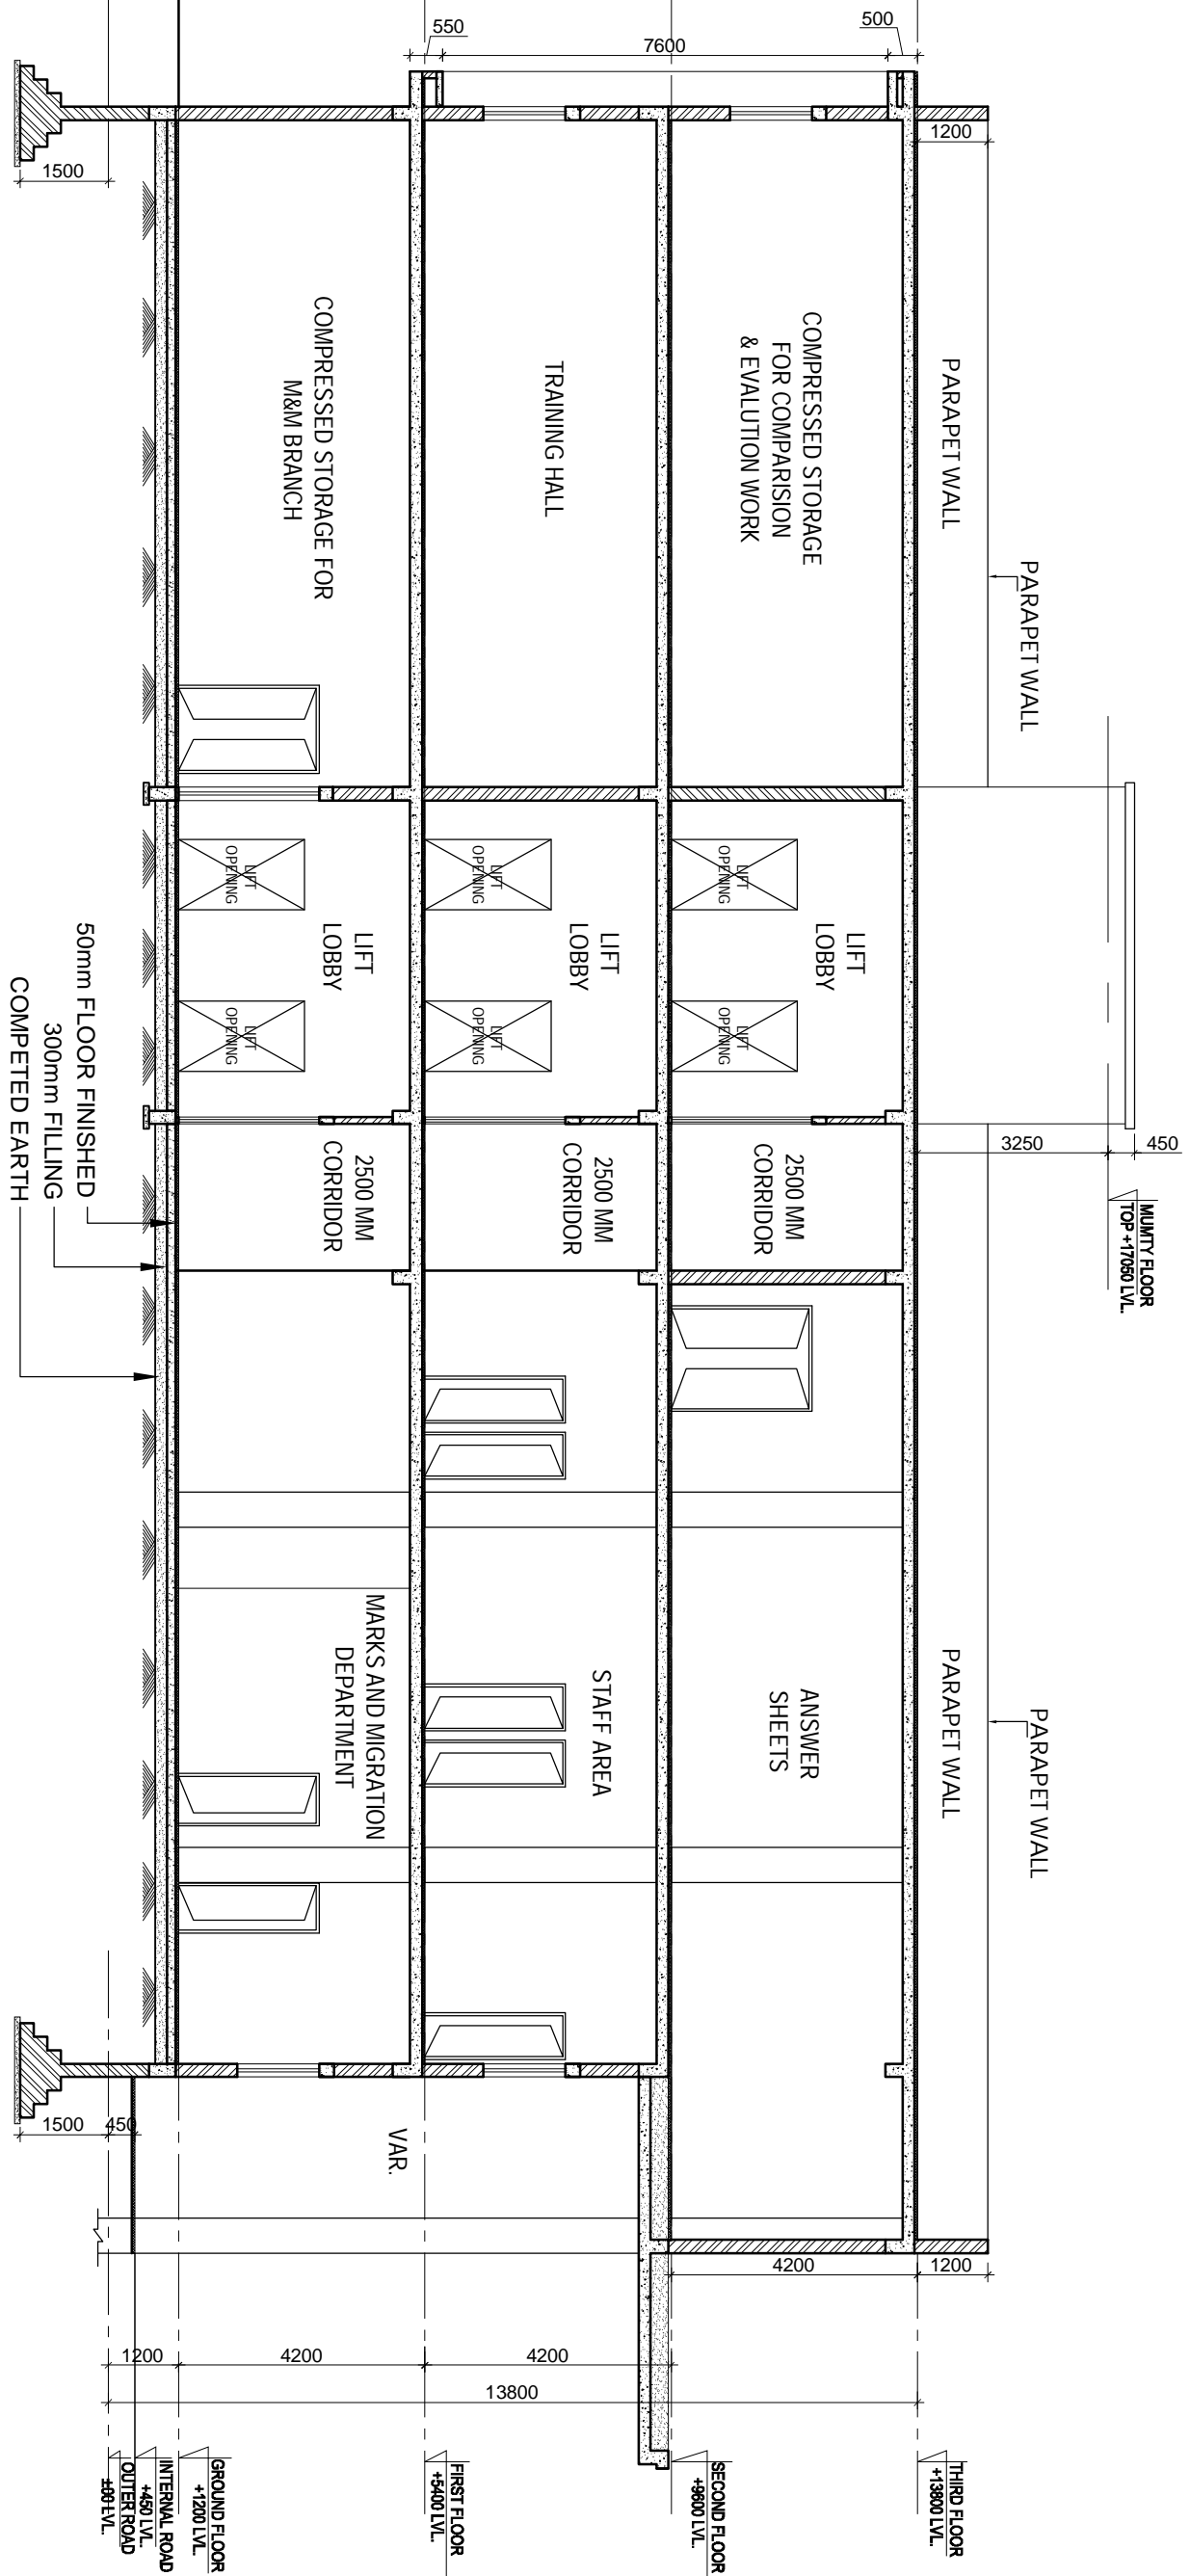 550
7600
500
1200
1500
PARAPET WALL
PARAPET WALL
450
3250
MUMTY FLOOR
TOP +17050 LVL.
PARAPET WALL
PARAPET WALL
COMPRESSED STORAGE
FOR COMPARISION
& EVALUTION WORK
LIFT
LOBBY
LIFT
OPENING
LIFT
OPENING
2500 MM
CORRIDOR
ANSWER
SHEETS
TRAINING HALL
LIFT
LOBBY
LIFT
OPENING
LIFT
OPENING
2500 MM
CORRIDOR
STAFF AREA
COMPRESSED STORAGE FOR
M&M BRANCH
LIFT
LOBBY
LIFT
OPENING
LIFT
OPENING
2500 MM
CORRIDOR
MARKS AND MIGRATION
DEPARTMENT
VAR.
50mm FLOOR FINISHED
300mm FILLING
COMPETED EARTH
1500
450
4200
1200
1200
4200
4200
13800
THIRD FLOOR
+13800 LVL.
SECOND FLOOR
+9600 LVL.
FIRST FLOOR
+5400 LVL.
GROUND FLOOR
+1200 LVL.
INTERNAL ROAD
+450 LVL.
OUTER ROAD
±00 LVL.